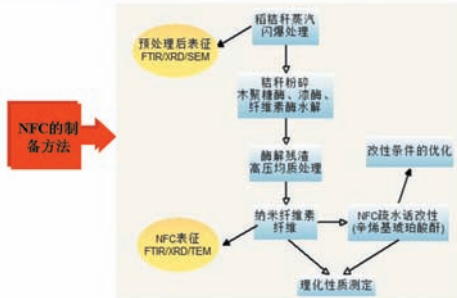 稻秸秆蒸汽
闪爆处理
预处理后表征
FTIR/XRD/SEM
秸秆粉碎
木聚糖酶、漆酶、
纤维素酶水解
NFC的制
备方法
酶解残渣
高压均质处理
改性条件的优化
纳米纤维素
纤维
NFC疏水话改性
(辛烯基琥珀酸酐)
NFC表征
FTIR/XRD/TEM
理化性质测定